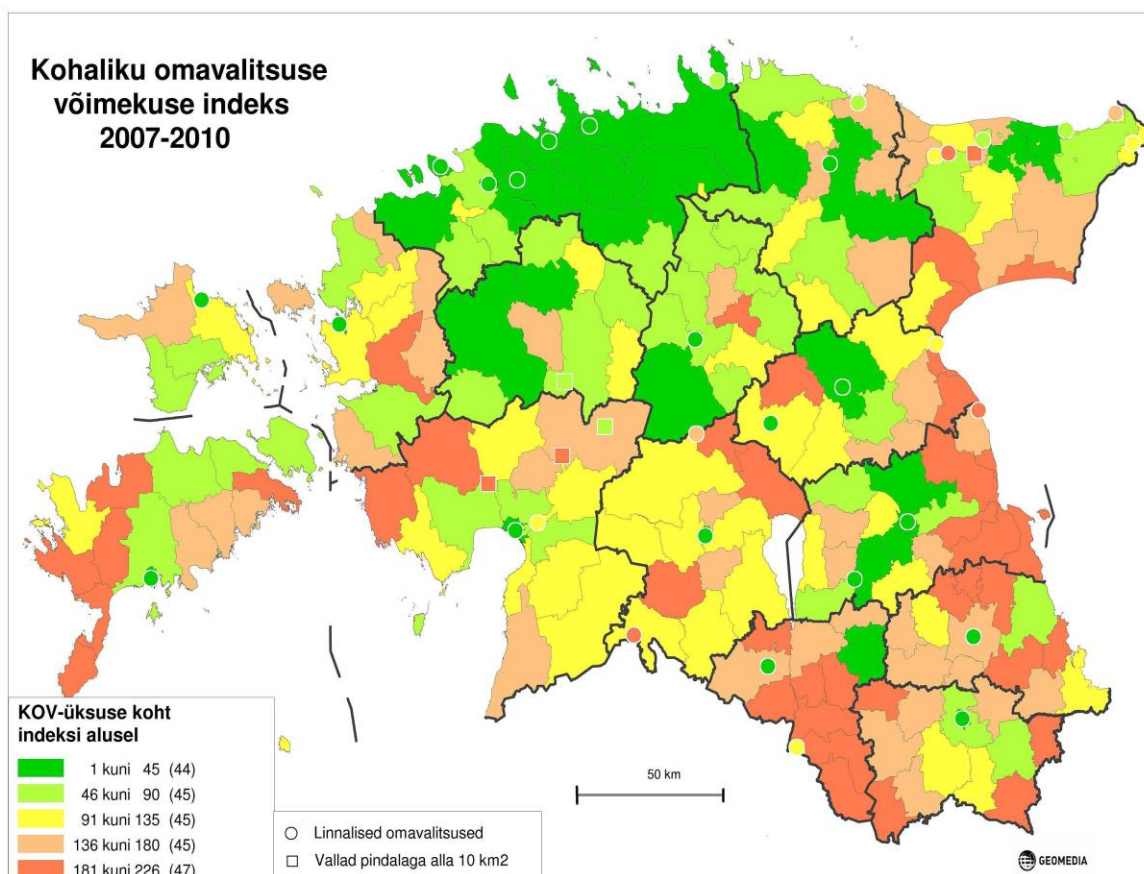 Kohaliku omavalitsuse
võimekuse indeks
2007-2010
50 km
KOV-üksuse koht
indeksi alusel
1 kuni 45 (44)
46 kuni 90 (45)
91 kuni 135 (45)
136 kuni 180 (45)
181 kuni 226 (47)
Linnalised omavalitsused
Vallad pindalaga alla 10 km2
GEOMEDIA